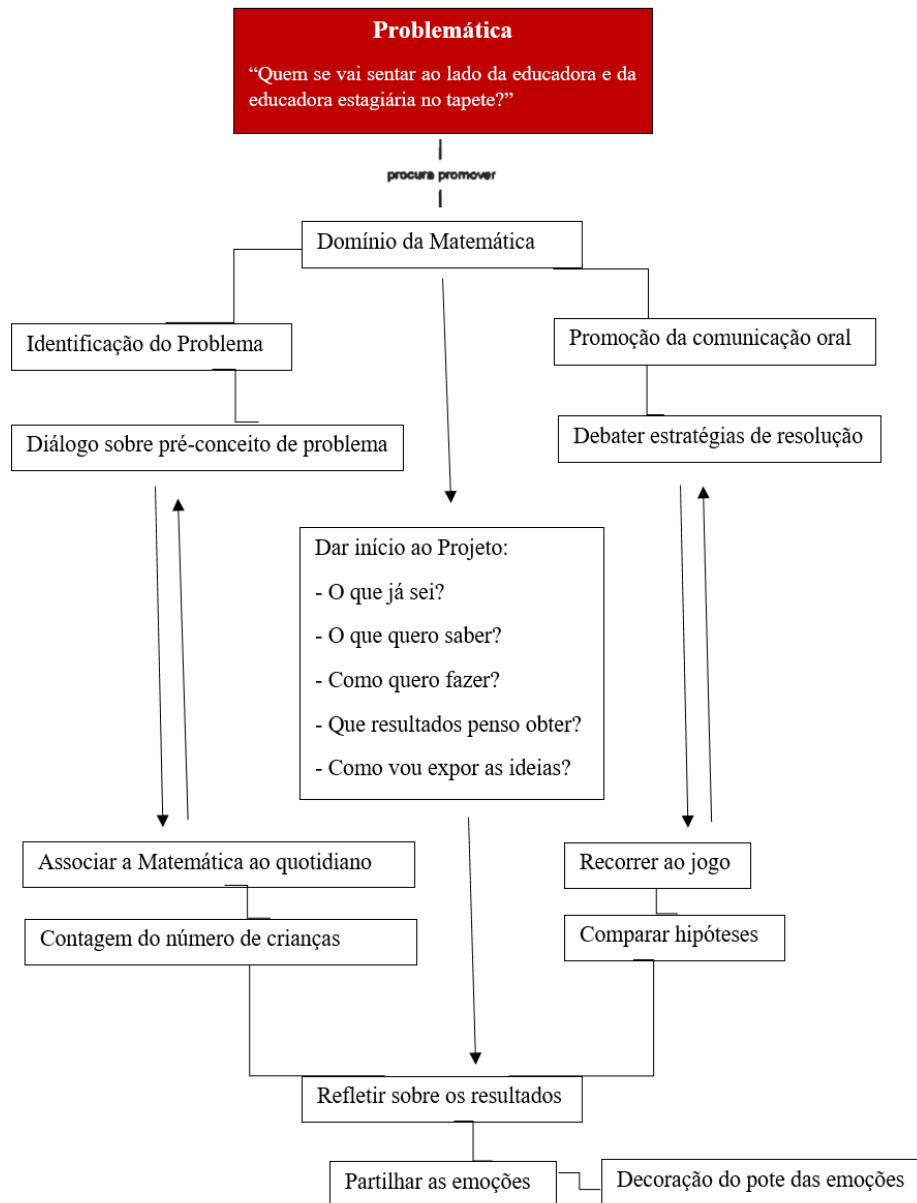 Problemática
“Quem se vai sentar ao lado da educadora e da
educadora estagiária no tapete?”
procura promover
Domínio da Matemática
Identificação do Problema
Promoção da comunicação oral
Diálogo sobre pré-conceito de problema
Debater estratégias de resolução
Dar início ao Projeto:
- O que já sei?
- O que quero saber?
- Como quero fazer?
- Que resultados penso obter?
- Como vou expor as ideias?
Associar a Matemática ao quotidiano
Recorrer ao jogo
Contagem do número de crianças
Comparar hipóteses
Refletir sobre os resultados
Partilhar as emoções
Decoração do pote das emoções